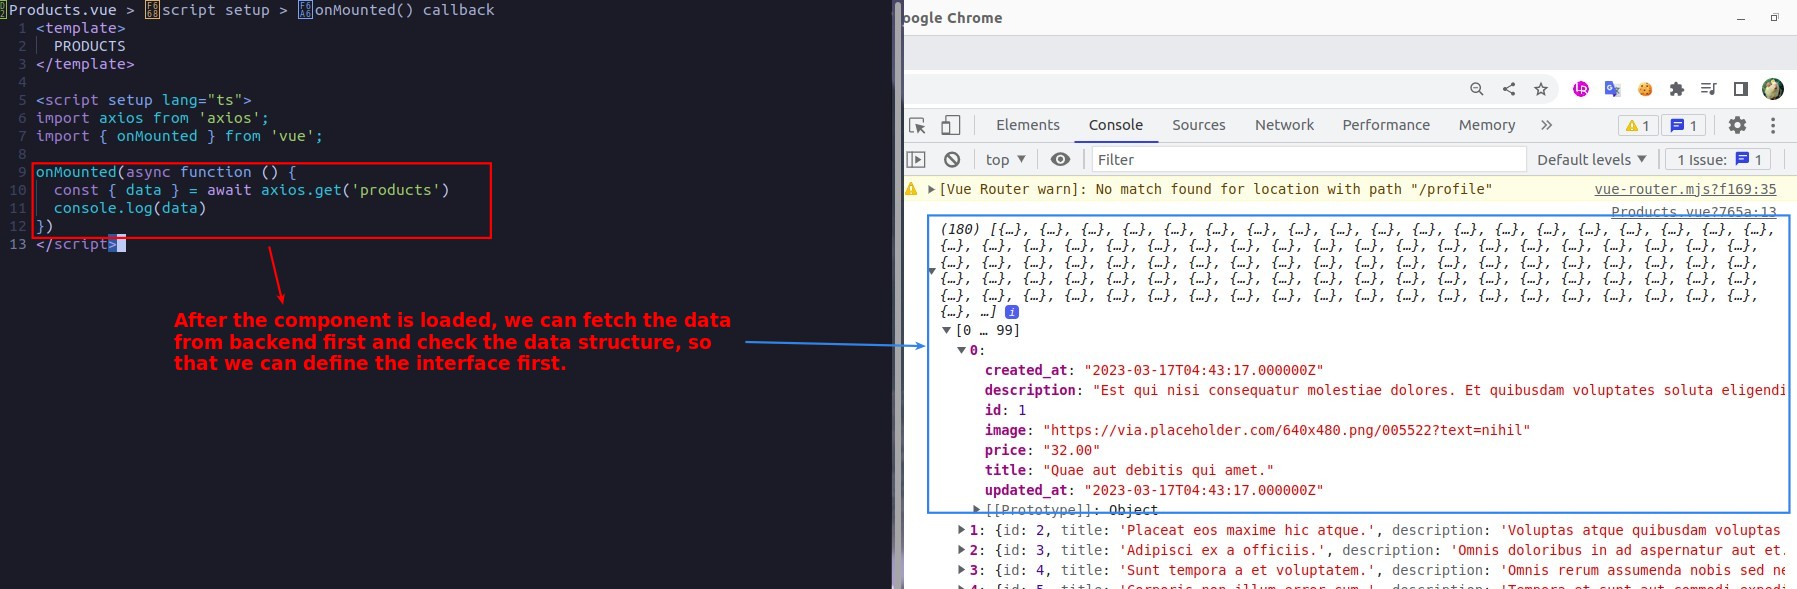 Products.vue > script setup > onMounted() callback
1 <template>
2 PRODUCTS
3 </template>
4
5 <script setup lang="ts">
6 import axios from 'axios';
7 import { onMounted } from 'vue';
8
9 onMounted(async function () {
10 const { data } = await axios.get('products')
11 console.log(data)
12 })
13 </script>
After the component is loaded, we can fetch the data
from backend first and check the data structure, so
that we can define the interface first.
oogle Chrome
Elements Console Sources Network Performance Memory 1 1
top Filter Default levels 1 Issue: 1
[Vue Router warn]: No match found for location with path "/profile" vue-router.mjs?f169:35
Products.vue?765a:13
(180) [{…}, {…}, {…}, {…}, {…}, {…}, {…}, {…}, {…}, {…}, {…}, {…}, {…}, {…}, {…}, {…}, {…}, {…}, {…},
{…}, {…}, {…}, {…}, {…}, {…}, {…}, {…}, {…}, {…}, {…}, {…}, {…}, {…}, {…}, {…}, {…}, {…}, {…}, {…},
{…}, {…}, {…}, {…}, {…}, {…}, {…}, {…}, {…}, {…}, {…}, {…}, {…}, {…}, {…}, {…}, {…}, {…}, {…}, {…},
{…}, {…}, {…}, {…}, {…}, {…}, {…}, {…}, {…}, {…}, {…}, {…}, {…}, {…}, {…}, {…}, {…}, {…}, {…}, {…},
{…}, {…}, {…}, {…}, {…}, {…}, {…}, {…}, {…}, {…}, {…}, {…}, {…}, {…}, {…}, {…}, {…}, {…}, {…}, {…},
{…}, …] i
[0 … 99]
0:
created_at: "2023-03-17T04:43:17.000000Z"
description: "Est qui nisi consequatur molestiae dolores. Et quibusdam voluptates soluta eligendi
id: 1
image: "https://via.placeholder.com/640x480.png/005522?text=nihil"
price: "32.00"
title: "Quae aut debitis qui amet."
updated_at: "2023-03-17T04:43:17.000000Z"
[[Prototype]]: Object
1: {id: 2, title: 'Placeat eos maxime hic atque.', description: 'Voluptas atque quibusdam voluptas
2: {id: 3, title: 'Adipisci ex a officiis.', description: 'Omnis doloribus in ad aspernatur aut et.
3: {id: 4, title: 'Sunt tempora a et voluptatem.', description: 'Omnis rerum assumenda nobis sed ne